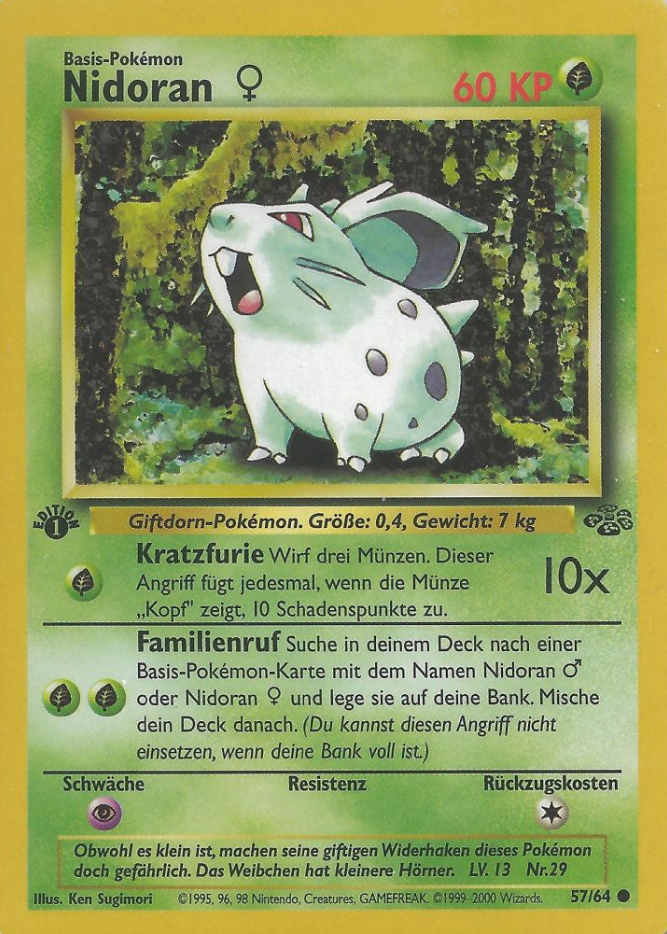 Basis-Pokémon
Nidoran ♀
60 KP
EDITION 1
Giftdorn-Pokémon. Größe: 0,4, Gewicht: 7 kg
Kratzfurie Wirf drei Münzen. Dieser
Angriff fügt jedesmal, wenn die Münze
„Kopf" zeigt, 10 Schadenspunkte zu.
10x
Familienruf Suche in deinem Deck nach einer
Basis-Pokémon-Karte mit dem Namen Nidoran ♂
oder Nidoran ♀ und lege sie auf deine Bank. Mische
dein Deck danach. (Du kannst diesen Angriff nicht
einsetzen, wenn deine Bank voll ist.)
Schwäche Resistenz Rückzugskosten
Obwohl es klein ist, machen seine giftigen Widerhaken dieses Pokémon
doch gefährlich. Das Weibchen hat kleinere Hörner. LV. 13 Nr.29
Illus. Ken Sugimori ©1995, 96, 98 Nintendo, Creatures, GAMEFREAK. ©1999-2000 Wizards. 57/64